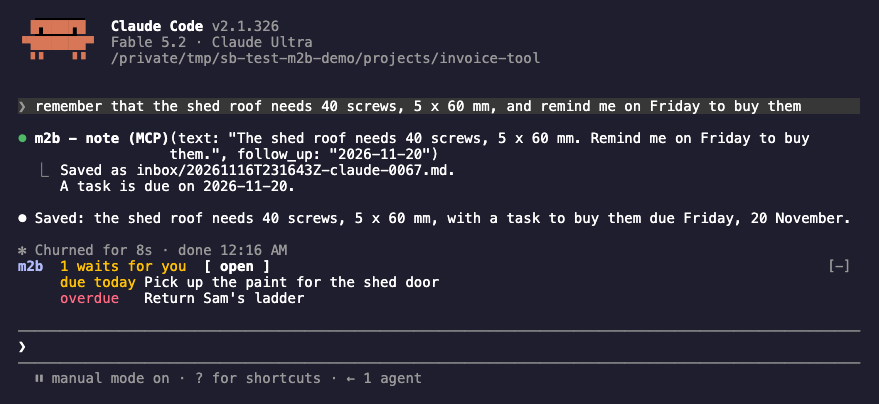 Claude Code v2.1.326
Fable 5.2 · Claude Ultra
/private/tmp/sb-test-m2b-demo/projects/invoice-tool
❯ remember that the shed roof needs 40 screws, 5 x 60 mm, and remind me on Friday to buy them
● m2b - note (MCP)(text: "The shed roof needs 40 screws, 5 x 60 mm. Remind me on Friday to buy
them.", follow_up: "2026-11-20")
⎿ Saved as inbox/20261116T231643Z-claude-0067.md.
A task is due on 2026-11-20.
● Saved: the shed roof needs 40 screws, 5 x 60 mm, with a task to buy them due Friday, 20 November.
✻ Churned for 8s · done 12:16 AM
m2b 1 waits for you [ open ] [-]
due today Pick up the paint for the shed door
overdue Return Sam's ladder
❯
⏸ manual mode on · ? for shortcuts · ← 1 agent